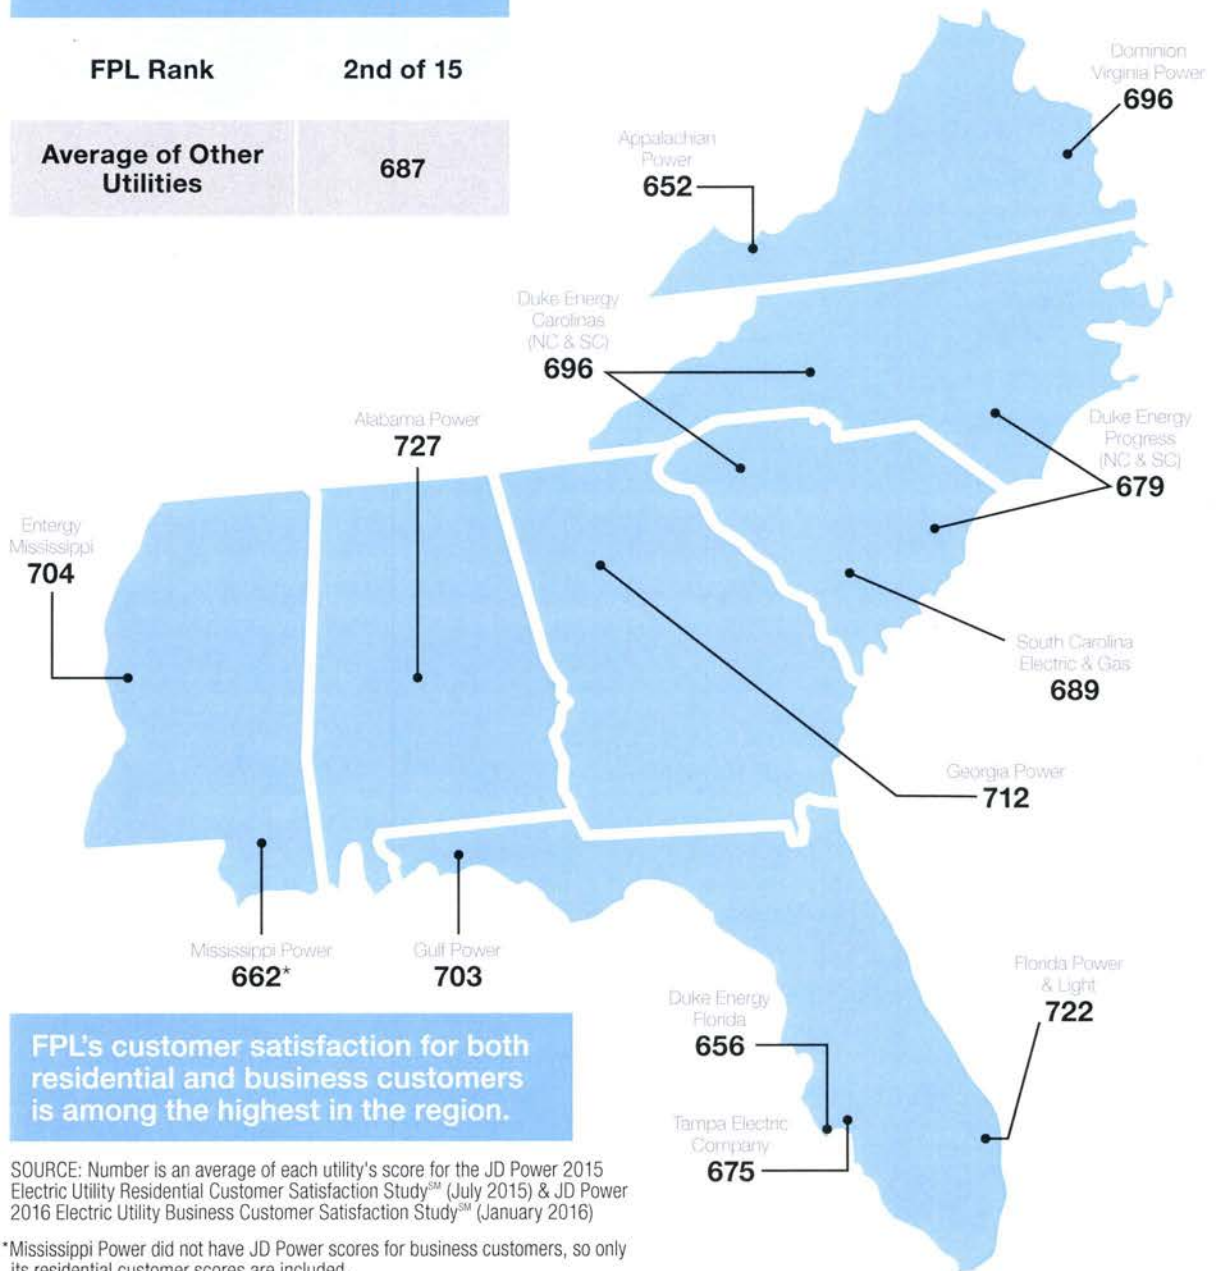 FPL Rank
2nd of 15
Average of Other
Utilities
687
Dominion
Virginia Power
696
Appalachian
Power
652
Duke Energy
Carolinas
(NC & SC)
696
Alabama Power
727
Duke Energy
Progress
(NC & SC)
679
Entergy
Mississippi
704
South Carolina
Electric & Gas
689
Georgia Power
712
Mississippi Power
662*
Gulf Power
703
Florida Power
& Light
722
Duke Energy
Florida
656
Tampa Electric
Company
675
FPL's customer satisfaction for both
residential and business customers
is among the highest in the region.
SOURCE: Number is an average of each utility's score for the JD Power 2015
Electric Utility Residential Customer Satisfaction Study℠ (July 2015) & JD Power
2016 Electric Utility Business Customer Satisfaction Study℠ (January 2016)
*Mississippi Power did not have JD Power scores for business customers, so only
its residential customer scores are included